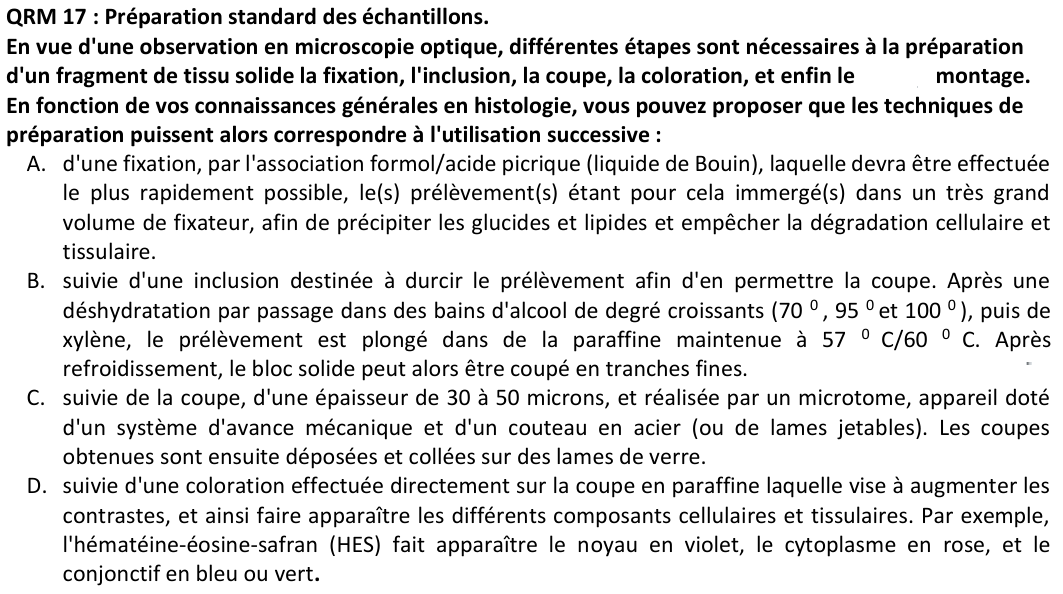 QRM 17 : Préparation standard des échantillons.
En vue d'une observation en microscopie optique, différentes étapes sont nécessaires à la préparation
d'un fragment de tissu solide la fixation, l'inclusion, la coupe, la coloration, et enfin le montage.
En fonction de vos connaissances générales en histologie, vous pouvez proposer que les techniques de
préparation puissent alors correspondre à l'utilisation successive :
A. d'une fixation, par l'association formol/acide picrique (liquide de Bouin), laquelle devra être effectuée
le plus rapidement possible, le(s) prélèvement(s) étant pour cela immergé(s) dans un très grand
volume de fixateur, afin de précipiter les glucides et lipides et empêcher la dégradation cellulaire et
tissulaire.
B. suivie d'une inclusion destinée à durcir le prélèvement afin d'en permettre la coupe. Après une
déshydratation par passage dans des bains d'alcool de degré croissants (70 ⁰ , 95 ⁰ et 100 ⁰ ), puis de
xylène, le prélèvement est plongé dans de la paraffine maintenue à 57 ⁰ C/60 ⁰ C. Après
refroidissement, le bloc solide peut alors être coupé en tranches fines.
C. suivie de la coupe, d'une épaisseur de 30 à 50 microns, et réalisée par un microtome, appareil doté
d'un système d'avance mécanique et d'un couteau en acier (ou de lames jetables). Les coupes
obtenues sont ensuite déposées et collées sur des lames de verre.
D. suivie d'une coloration effectuée directement sur la coupe en paraffine laquelle vise à augmenter les
contrastes, et ainsi faire apparaître les différents composants cellulaires et tissulaires. Par exemple,
l'hématéine-éosine-safran (HES) fait apparaître le noyau en violet, le cytoplasme en rose, et le
conjonctif en bleu ou vert.